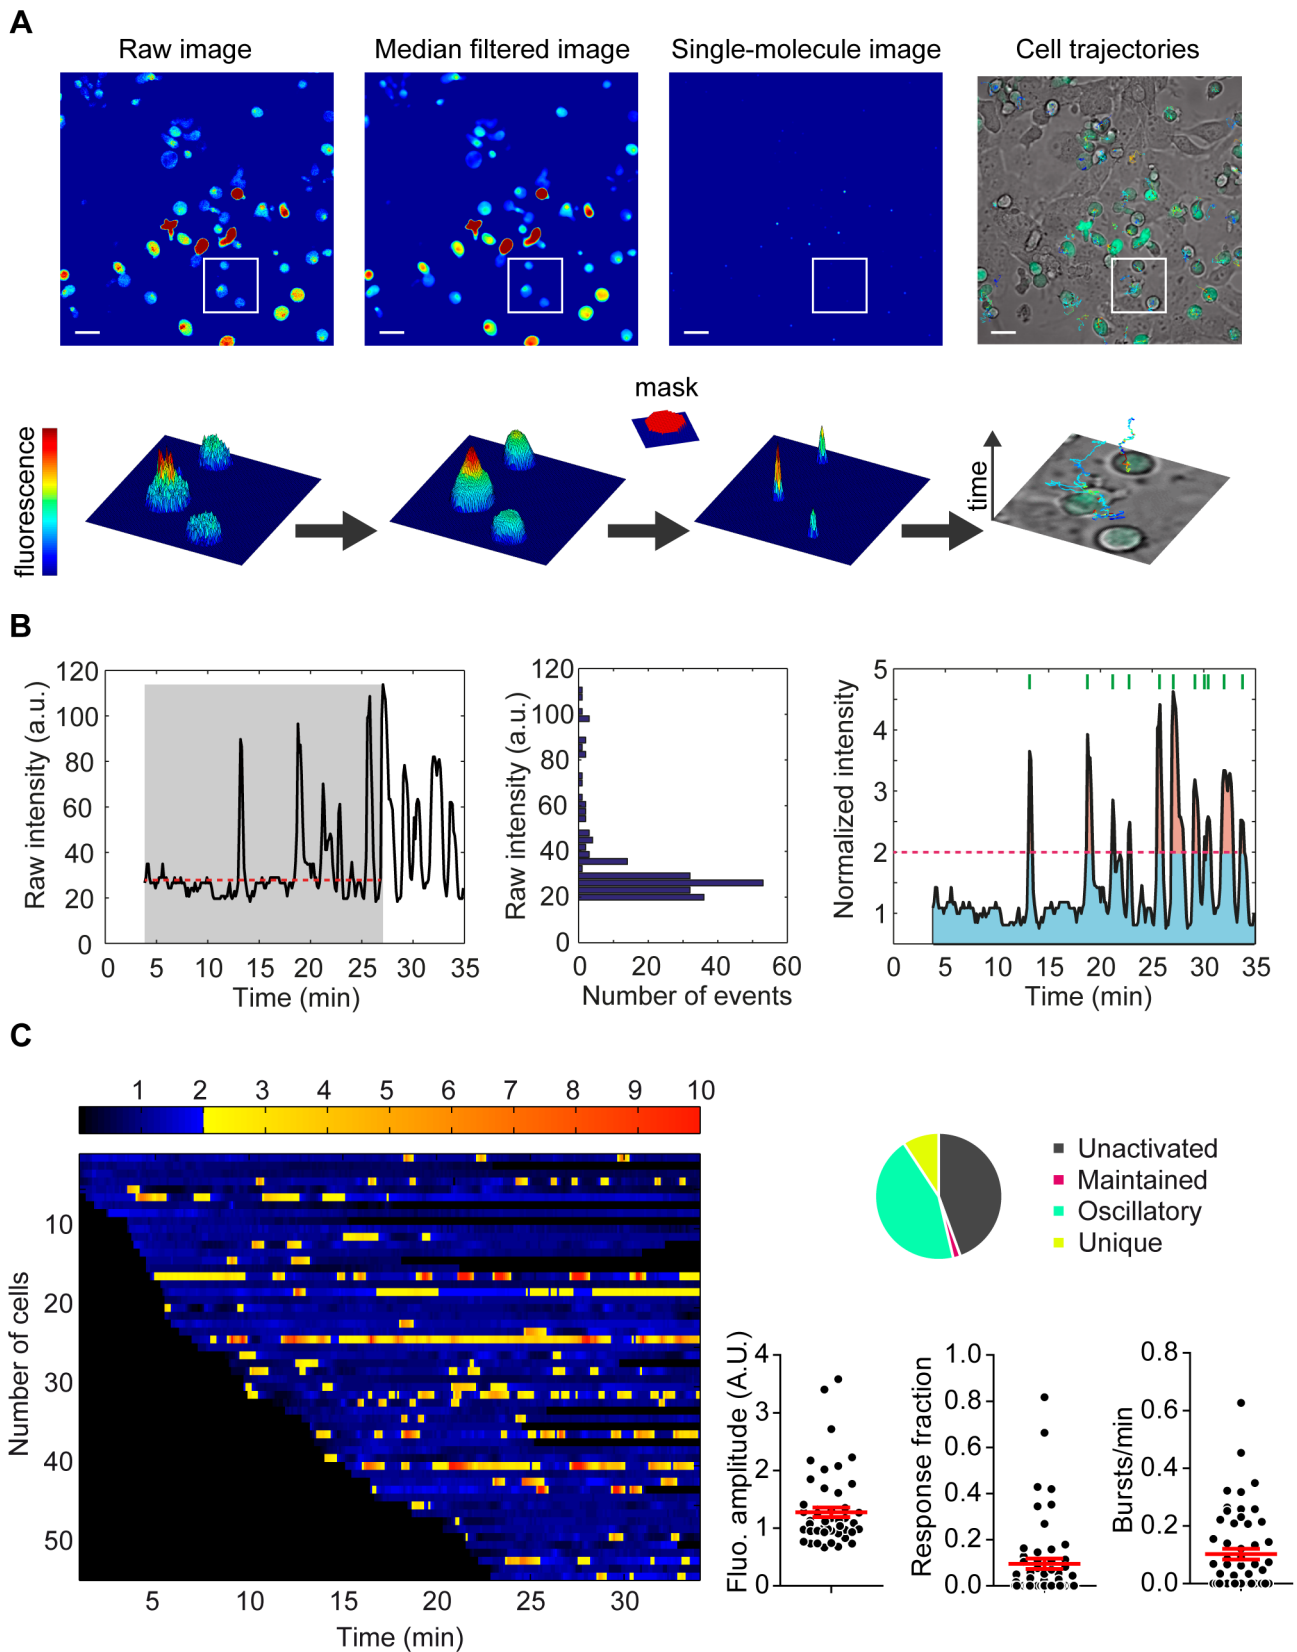 A
Raw image
Median filtered image
Single-molecule image
Cell trajectories
mask
fluorescence
time
B
Raw intensity (a.u.)
120
100
80
60
40
20
0
0 5 10 15 20 25 30 35
Time (min)
Raw intensity (a.u.)
120
100
80
60
40
20
0
0 20 40 60
Number of events
Normalized intensity
5
4
3
2
1
0 5 10 15 20 25 30 35
Time (min)
C
1 2 3 4 5 6 7 8 9 10
Number of cells
10
20
30
40
50
5 10 15 20 25 30
Time (min)
Unactivated
Maintained
Oscillatory
Unique
Fluo. amplitude (A.U.)
4
3
2
1
0
Response fraction
1.0
0.8
0.6
0.4
0.2
0.0
Bursts/min
0.8
0.6
0.4
0.2
0.0